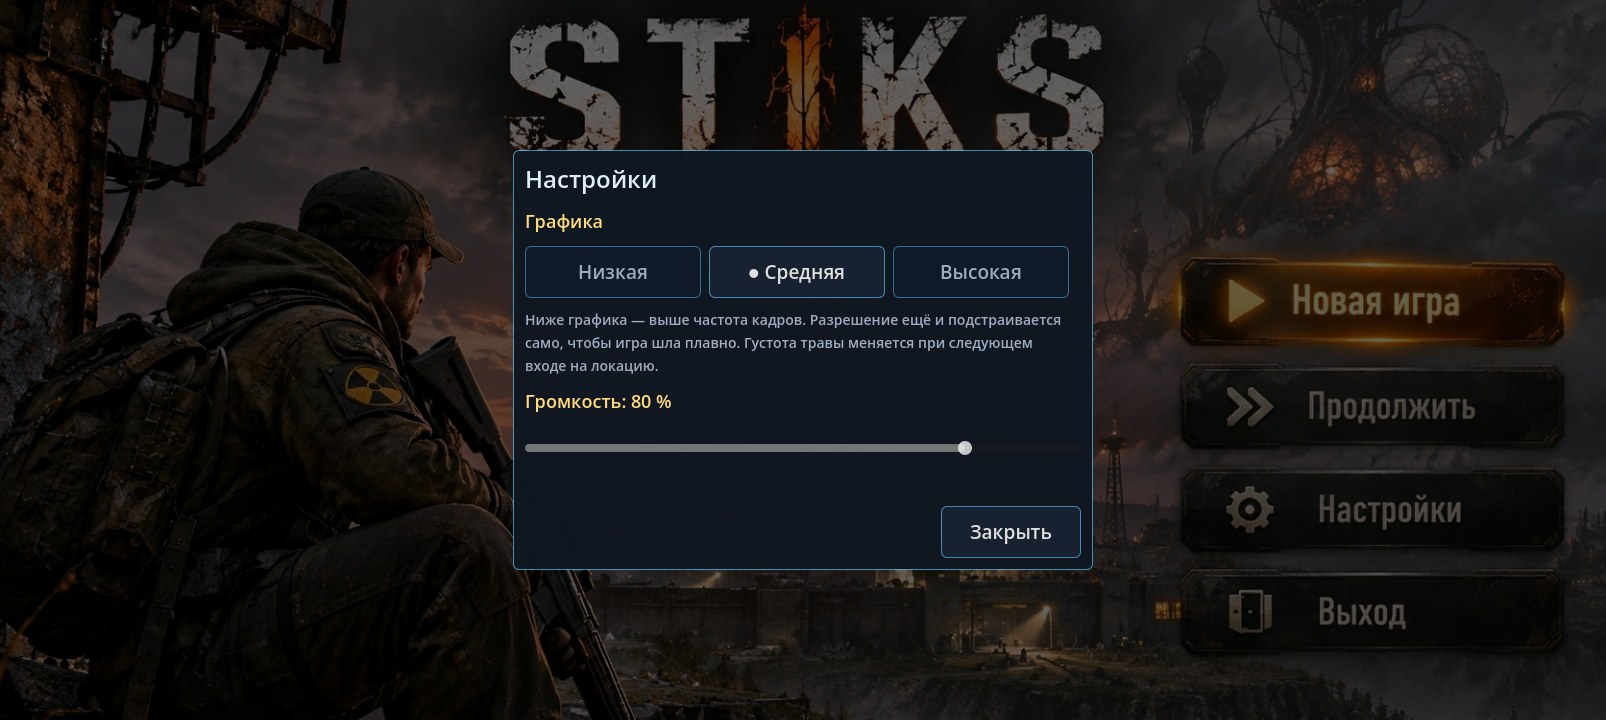 STIKS
Настройки
Графика
Низкая
● Средняя
Высокая
Ниже графика — выше частота кадров. Разрешение ещё и подстраивается
само, чтобы игра шла плавно. Густота травы меняется при следующем
входе на локацию.
Громкость: 80 %
Закрыть
Новая игра
Продолжить
Настройки
Выход